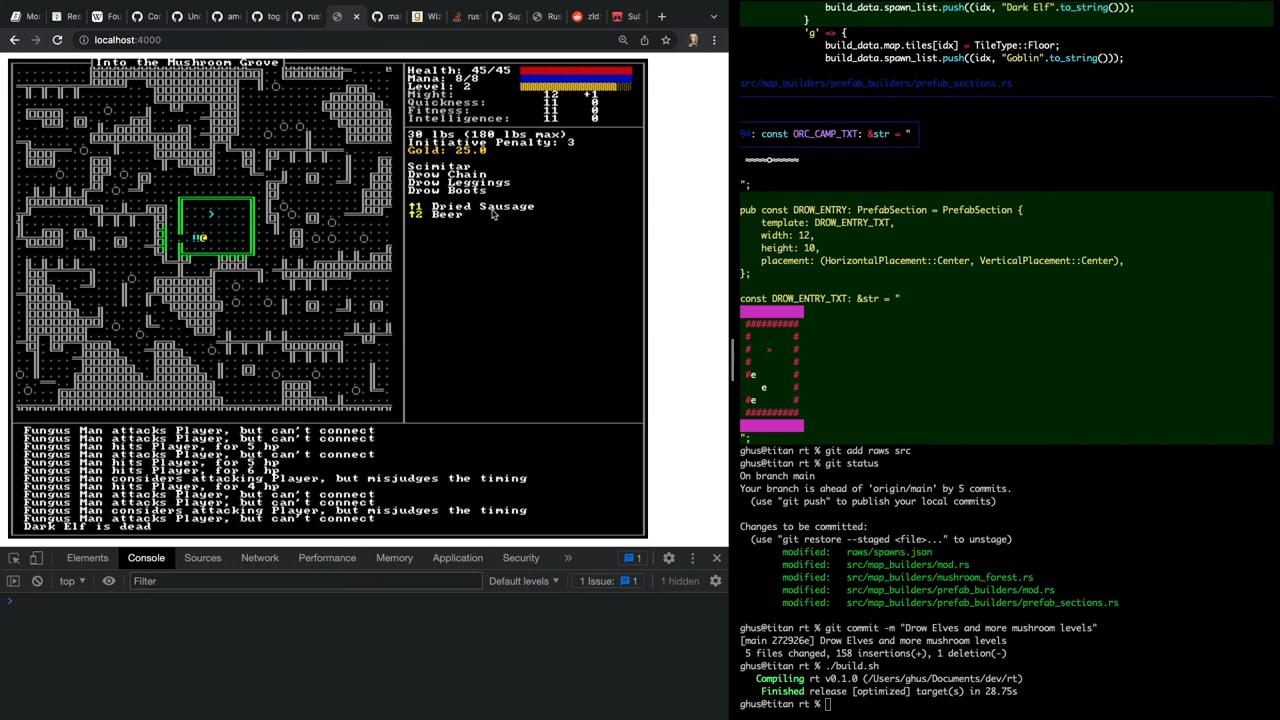 Mai
Res
Fou
Cor
Unc
am
tog
rus
ma
Wiz
rus
Sup
Rus
zld
Sub
localhost:4000
Into the Mushroom Grove
Health: 45/45
Mana: 8/8
Level: 2
Might: 12 +1
Quickness: 11 0
Fitness: 11 0
Intelligence: 11 0
30 lbs (180 lbs max)
Initiative Penalty: 3
Gold: 25.0
Scimitar
Drow Chain
Drow Leggings
Drow Boots
↑1 Dried Sausage
↑2 Beer
Fungus Man attacks Player, but can't connect
Fungus Man attacks Player, but can't connect
Fungus Man hits Player, for 5 hp
Fungus Man attacks Player, but can't connect
Fungus Man hits Player, for 5 hp
Fungus Man hits Player, for 6 hp
Fungus Man considers attacking Player, but misjudges the timing
Fungus Man hits Player, for 4 hp
Fungus Man attacks Player, but can't connect
Fungus Man attacks Player, but can't connect
Fungus Man considers attacking Player, but misjudges the timing
Fungus Man attacks Player, but can't connect
Dark Elf is dead
Elements Console Sources Network Performance Memory Application Security » 1
top Filter Default levels 1 Issue: 1 1 hidden
build_data.spawn_list.push((idx, "Dark Elf".to_string()));
}
'g' => {
build_data.map.tiles[idx] = TileType::Floor;
build_data.spawn_list.push((idx, "Goblin".to_string()));
src/map_builders/prefab_builders/prefab_sections.rs
94: const ORC_CAMP_TXT: &str = "
≈≈≈≈o≈≈≈≈≈
";
pub const DROW_ENTRY: PrefabSection = PrefabSection {
template: DROW_ENTRY_TXT,
width: 12,
height: 10,
placement: (HorizontalPlacement::Center, VerticalPlacement::Center),
};
const DROW_ENTRY_TXT: &str = "
##########
# #
# > #
# #
#e #
e #
#e #
##########
";
ghus@titan rt % git add raws src
ghus@titan rt % git status
On branch main
Your branch is ahead of 'origin/main' by 5 commits.
(use "git push" to publish your local commits)
Changes to be committed:
(use "git restore --staged <file>..." to unstage)
modified: raws/spawns.json
modified: src/map_builders/mod.rs
modified: src/map_builders/mushroom_forest.rs
modified: src/map_builders/prefab_builders/mod.rs
modified: src/map_builders/prefab_builders/prefab_sections.rs
ghus@titan rt % git commit -m "Drow Elves and more mushroom levels"
[main 272926e] Drow Elves and more mushroom levels
5 files changed, 158 insertions(+), 1 deletion(-)
ghus@titan rt % ./build.sh
Compiling rt v0.1.0 (/Users/ghus/Documents/dev/rt)
Finished release [optimized] target(s) in 28.75s
ghus@titan rt %